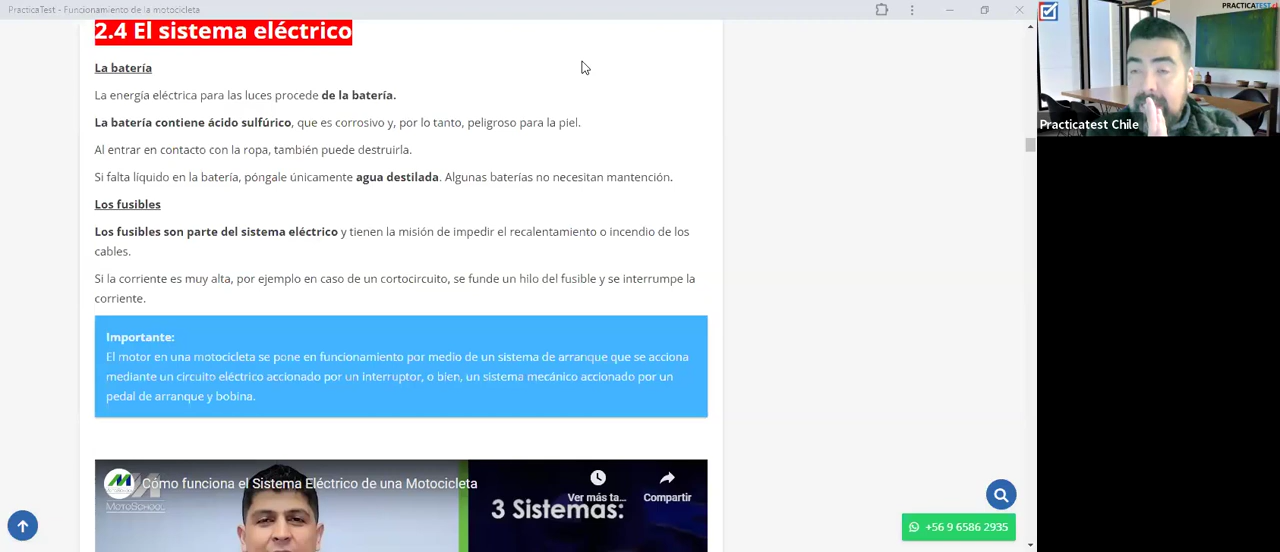 PracticaTest - Funcionamiento de la motocicleta
PRACTICATEST.cl
2.4 El sistema eléctrico
La batería
La energía eléctrica para las luces procede de la batería.
La batería contiene ácido sulfúrico, que es corrosivo y, por lo tanto, peligroso para la piel.
Practicatest Chile
Al entrar en contacto con la ropa, también puede destruirla.
Si falta líquido en la batería, póngale únicamente agua destilada. Algunas baterías no necesitan mantención.
Los fusibles
Los fusibles son parte del sistema eléctrico y tienen la misión de impedir el recalentamiento o incendio de los
cables.
Si la corriente es muy alta, por ejemplo en caso de un cortocircuito, se funde un hilo del fusible y se interrumpe la
corriente.
Importante:
El motor en una motocicleta se pone en funcionamiento por medio de un sistema de arranque que se acciona
mediante un circuito eléctrico accionado por un interruptor, o bien, un sistema mecánico accionado por un
pedal de arranque y bobina.
Cómo funciona el Sistema Eléctrico de una Motocicleta
Ver más ta...
Compartir
MOTOSCHOOL
3 Sistemas:
+56 9 6586 2935